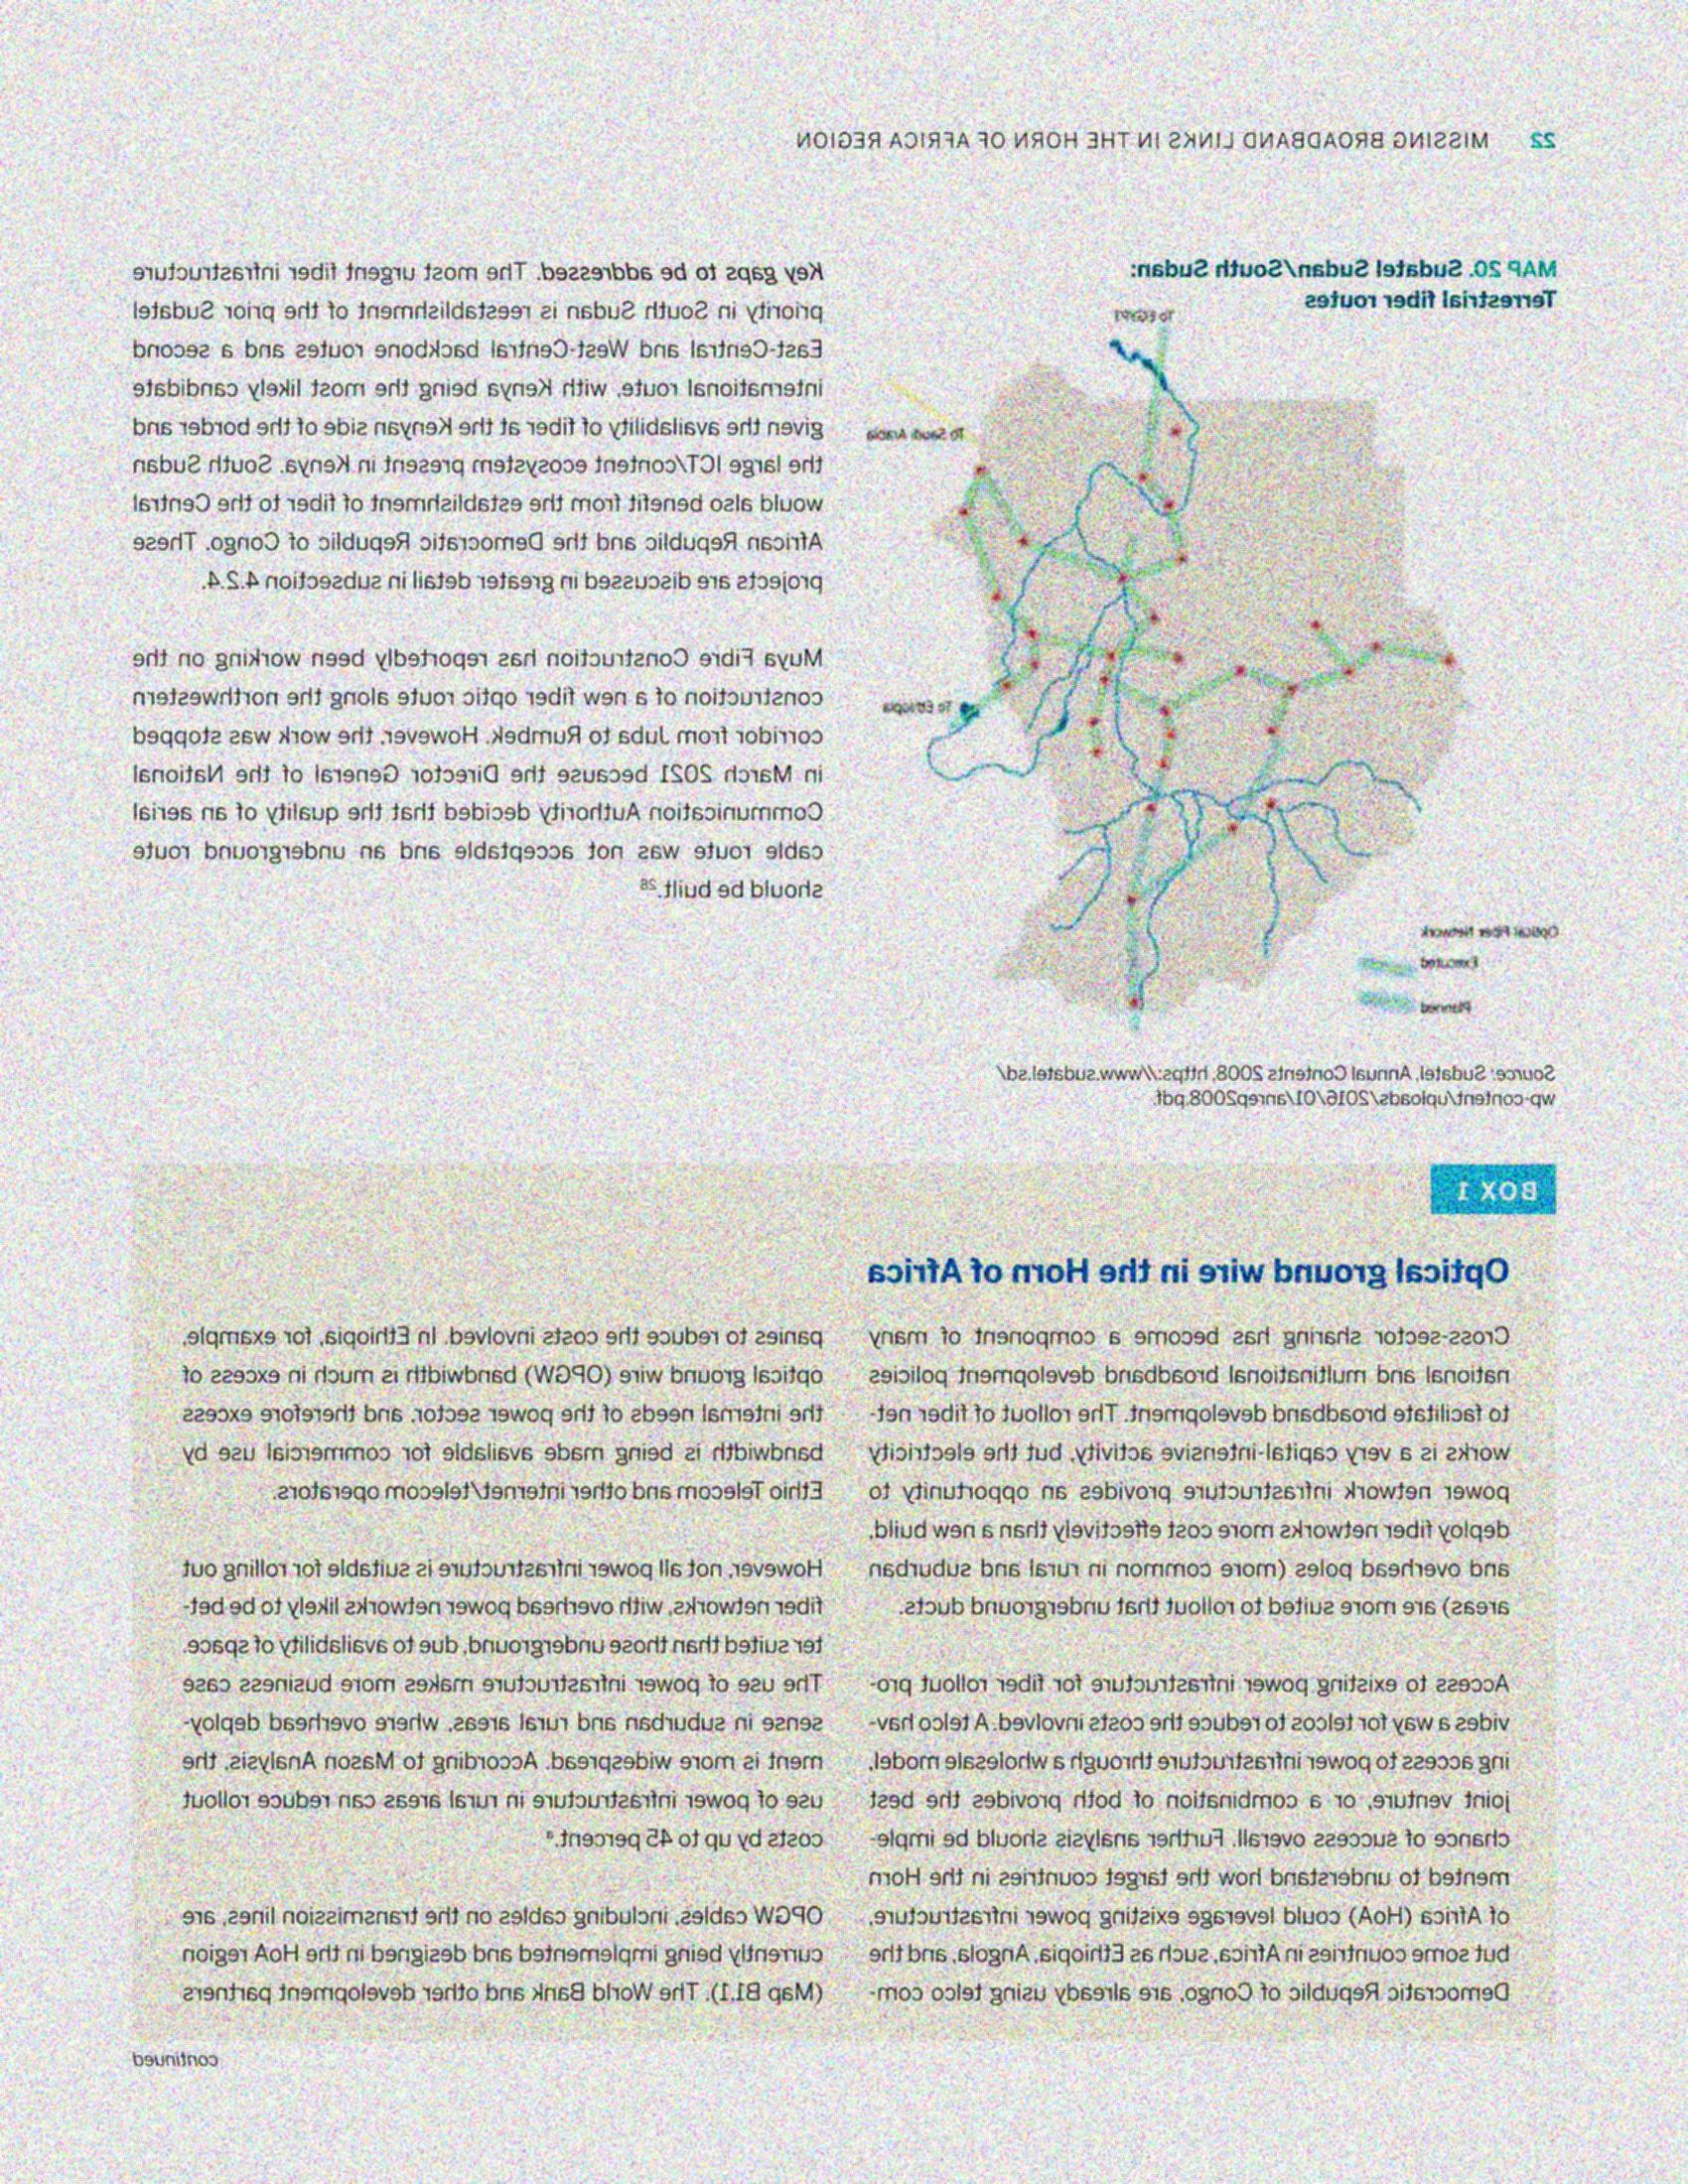 22 MISSING BROADBAND LINKS IN THE HORN OF AFRICA REGION
MAP 20. Sudatel Sudan/South Sudan:
Terrestrial fiber routes
To EGYPT
To Saudi Arabia
To Ethiopia
Optical Fiber Network
Executed
Planned
Source: Sudatel, Annual Contents 2008, https://www.sudatel.sd/
wp-content/uploads/2016/01/anrep2008.pdf.
Key gaps to be addressed. The most urgent fiber infrastructure
priority in South Sudan is reestablishment of the prior Sudatel
East-Central and West-Central backbone routes and a second
international route, with Kenya being the most likely candidate
given the availability of fiber at the Kenyan side of the border and
the large ICT/content ecosystem present in Kenya. South Sudan
would also benefit from the establishment of fiber to the Central
African Republic and the Democratic Republic of Congo. These
projects are discussed in greater detail in subsection 4.2.4.
Muya Fibre Construction has reportedly been working on the
construction of a new fiber optic route along the northwestern
corridor from Juba to Rumbek. However, the work was stopped
in March 2021 because the Director General of the National
Communication Authority decided that the quality of an aerial
cable route was not acceptable and an underground route
should be built.28
BOX 1
Optical ground wire in the Horn of Africa
Cross-sector sharing has become a component of many
national and multinational broadband development policies
to facilitate broadband development. The rollout of fiber net-
works is a very capital-intensive activity, but the electricity
power network infrastructure provides an opportunity to
deploy fiber networks more cost effectively than a new build,
and overhead poles (more common in rural and suburban
areas) are more suited to rollout that underground ducts.
Access to existing power infrastructure for fiber rollout pro-
vides a way for telcos to reduce the costs involved. A telco hav-
ing access to power infrastructure through a wholesale model,
joint venture, or a combination of both provides the best
chance of success overall. Further analysis should be imple-
mented to understand how the target countries in the Horn
of Africa (HoA) could leverage existing power infrastructure,
but some countries in Africa, such as Ethiopia, Angola, and the
Democratic Republic of Congo, are already using telco com-
panies to reduce the costs involved. In Ethiopia, for example,
optical ground wire (OPGW) bandwidth is much in excess of
the internal needs of the power sector, and therefore excess
bandwidth is being made available for commercial use by
Ethio Telecom and other internet/telecom operators.
However, not all power infrastructure is suitable for rolling out
fiber networks, with overhead power networks likely to be bet-
ter suited than those underground, due to availability of space.
The use of power infrastructure makes more business case
sense in suburban and rural areas, where overhead deploy-
ment is more widespread. According to Mason Analysis, the
use of power infrastructure in rural areas can reduce rollout
costs by up to 45 percent.a
OPGW cables, including cables on the transmission lines, are
currently being implemented and designed in the HoA region
(Map B1.1). The World Bank and other development partners
continued